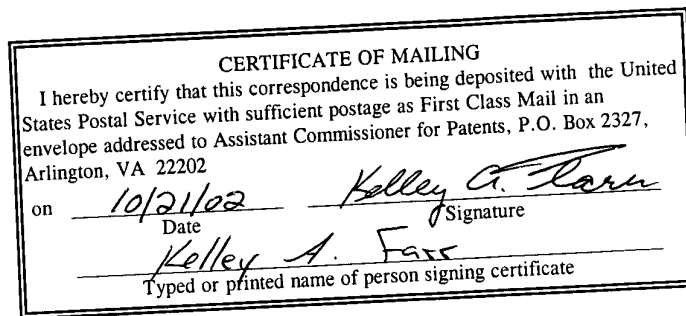 CERTIFICATE OF MAILING
I hereby certify that this correspondence is being deposited with the United
States Postal Service with sufficient postage as First Class Mail in an
envelope addressed to Assistant Commissioner for Patents, P.O. Box 2327,
Arlington, VA 22202
on 10/21/02 Kelley A. Farr
Date Signature
Kelley A. Farr
Typed or printed name of person signing certificate